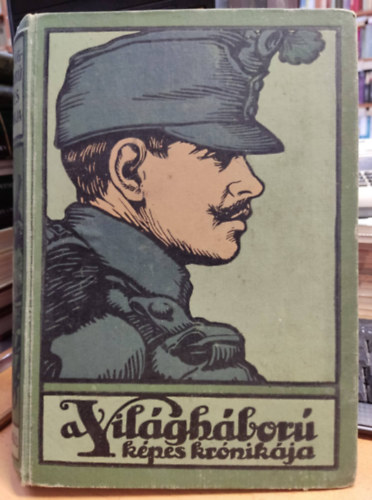 a Világháború
képes krónikája